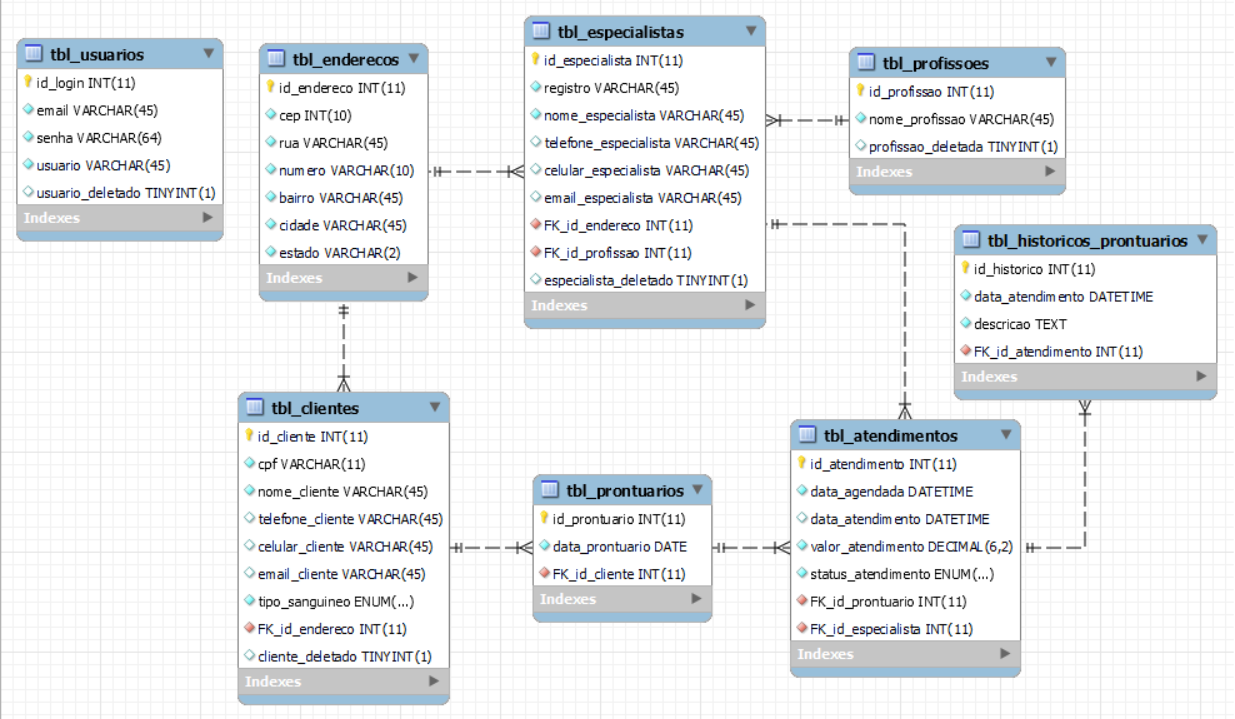 tbl_usuarios
id_login INT(11)
email VARCHAR(45)
senha VARCHAR(64)
usuario VARCHAR(45)
usuario_deletado TINYINT(1)
Indexes
tbl_enderecos
id_endereco INT(11)
cep INT(10)
rua VARCHAR(45)
numero VARCHAR(10)
bairro VARCHAR(45)
cidade VARCHAR(45)
estado VARCHAR(2)
Indexes
tbl_especialistas
id_especialista INT(11)
registro VARCHAR(45)
nome_especialista VARCHAR(45)
telefone_especialista VARCHAR(45)
celular_especialista VARCHAR(45)
email_especialista VARCHAR(45)
FK_id_endereco INT(11)
FK_id_profissao INT(11)
especialista_deletado TINYINT(1)
Indexes
tbl_profissoes
id_profissao INT(11)
nome_profissao VARCHAR(45)
profissao_deletada TINYINT(1)
Indexes
tbl_historicos_prontuarios
id_historico INT(11)
data_atendimento DATETIME
descricao TEXT
FK_id_atendimento INT(11)
Indexes
tbl_clientes
id_cliente INT(11)
cpf VARCHAR(11)
nome_cliente VARCHAR(45)
telefone_cliente VARCHAR(45)
celular_cliente VARCHAR(45)
email_cliente VARCHAR(45)
tipo_sanguineo ENUM(...)
FK_id_endereco INT(11)
cliente_deletado TINYINT(1)
Indexes
tbl_prontuarios
id_prontuario INT(11)
data_prontuario DATE
FK_id_cliente INT(11)
Indexes
tbl_atendimentos
id_atendimento INT(11)
data_agendada DATETIME
data_atendimento DATETIME
valor_atendimento DECIMAL(6,2)
status_atendimento ENUM(...)
FK_id_prontuario INT(11)
FK_id_especialista INT(11)
Indexes